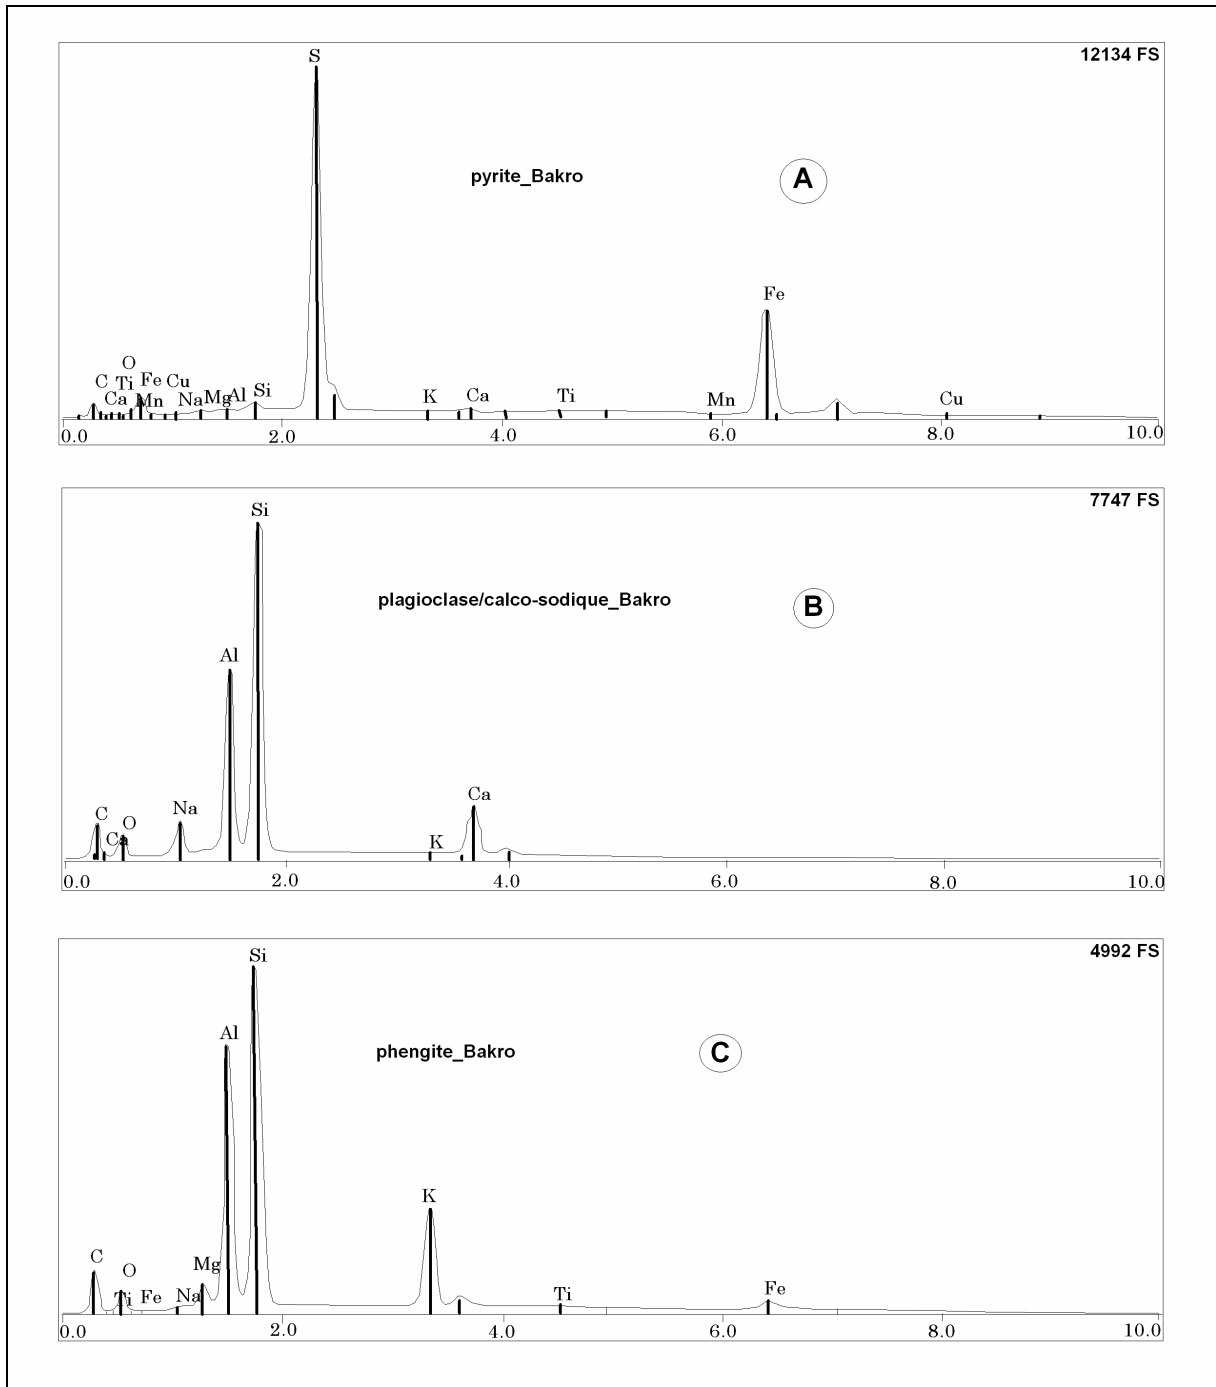 12134 FS
S
pyrite_Bakro
A
Fe
O
C Ti Fe Cu
Ca Mn Na Mg Al Si K Ca Ti Mn Cu
0.0 2.0 4.0 6.0 8.0 10.0
7747 FS
Si
plagioclase/calco-sodique_Bakro
B
Al
Ca
Na
C O
Ca K
0.0 2.0 4.0 6.0 8.0 10.0
4992 FS
Si
Al
phengite_Bakro
C
K
C
O Mg
Ti Fe Na Ti Fe
0.0 2.0 4.0 6.0 8.0 10.0